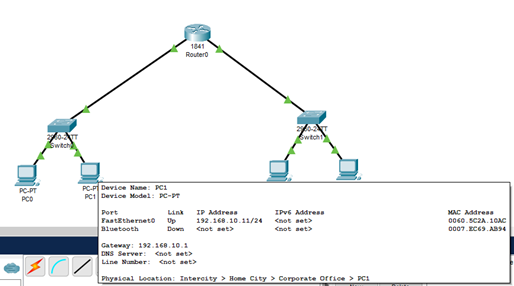 1841
Router0
2960-24TT
Switch1
PC-PT
PC0
PC-PT
PC1
Device Name: PC1
Device Model: PC-PT
Port Link IP Address IPv6 Address MAC Address
FastEthernet0 Up 192.168.10.11/24 <not set> 0060.5C2A.10AC
Bluetooth Down <not set> <not set> 0007.EC69.AB94
Gateway: 192.168.10.1
DNS Server: <not set>
Line Number: <not set>
Physical Location: Intercity > Home City > Corporate Office > PC1